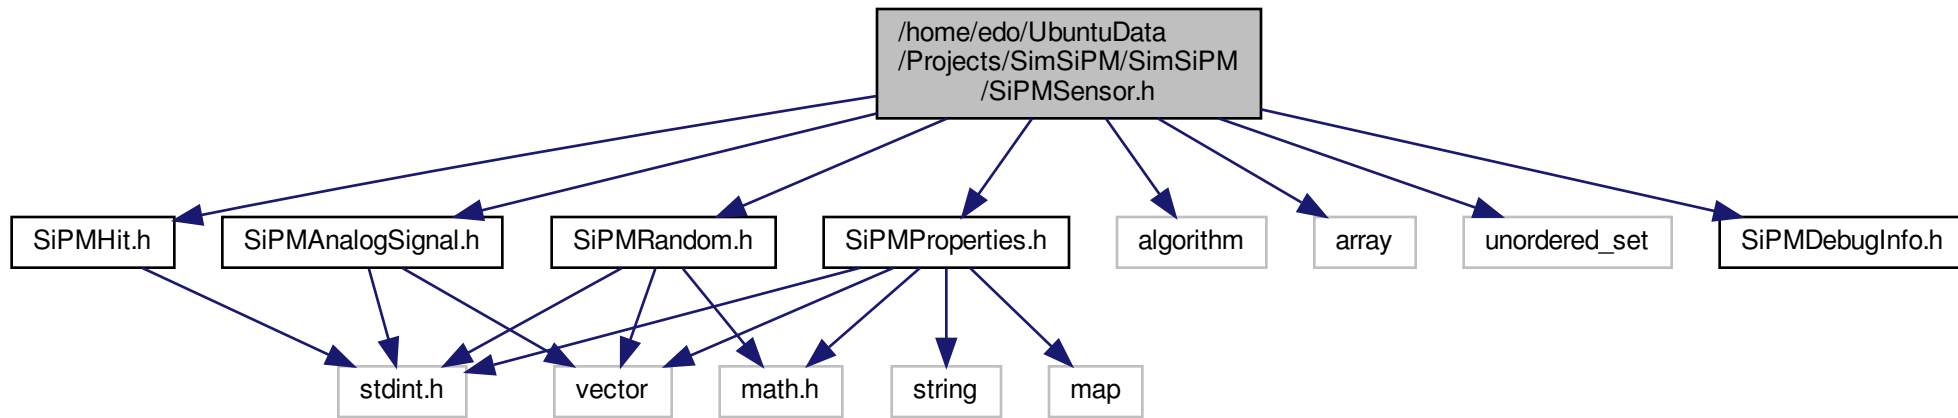 /home/edo/UbuntuData
/Projects/SimSiPM/SimSiPM
/SiPMSensor.h
SiPMHit.h
SiPMAnalogSignal.h
SiPMRandom.h
SiPMProperties.h
algorithm
array
unordered_set
SiPMDebugInfo.h
stdint.h
vector
math.h
string
map